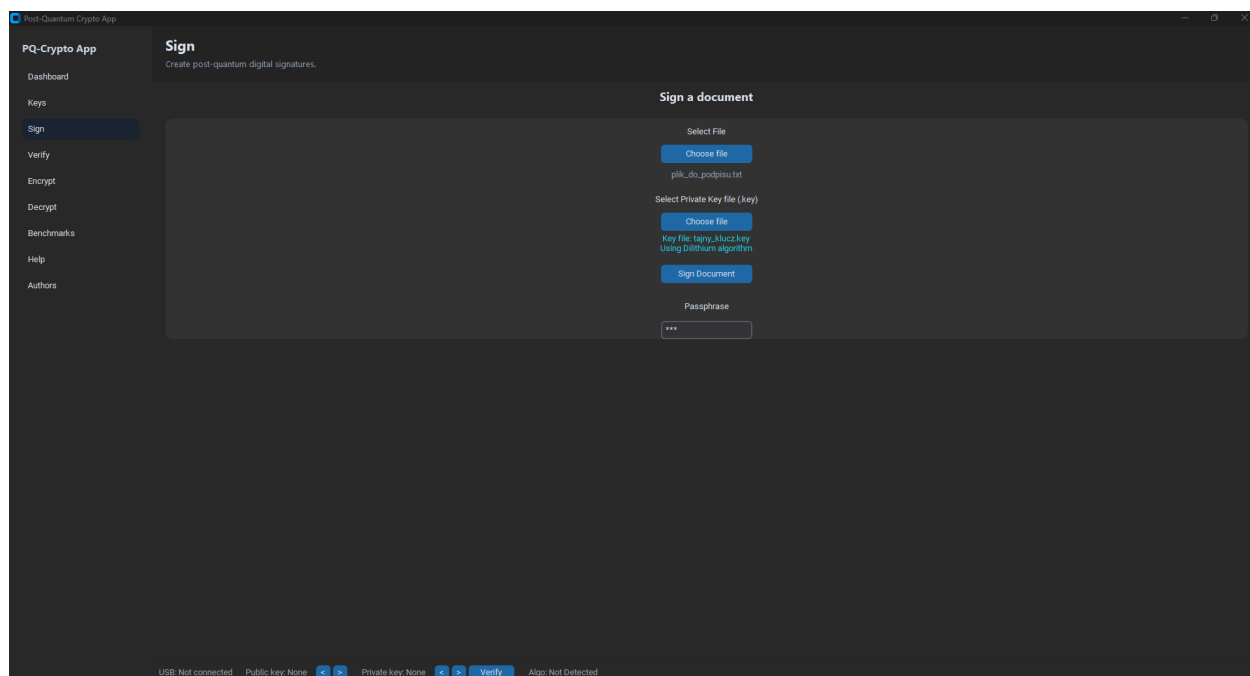 Post-Quantum Crypto App
PQ-Crypto App
Dashboard
Keys
Sign
Verify
Encrypt
Decrypt
Benchmarks
Help
Authors
Sign
Create post-quantum digital signatures.
Sign a document
Select File
Choose file
plik_do_podpisu.txt
Select Private Key file (.key)
Choose file
Key file: tajny_klucz.key
Using Dilithium algorithm
Sign Document
Passphrase
***
USB: Not connected Public key: None < > Private key: None < > Verify Algo: Not Detected